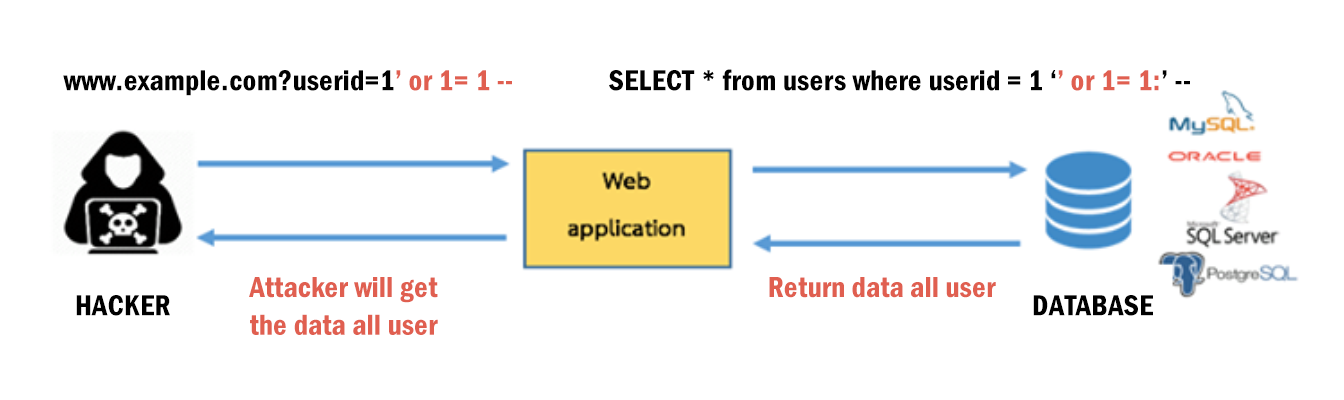 www.example.com?userid=1’ or 1= 1 --
SELECT * from users where userid = 1 ‘’ or 1= 1:’ --
MySQL.
ORACLE
Web
application
Microsoft
SQL Server
PostgreSQL
HACKER
Attacker will get
the data all user
Return data all user
DATABASE